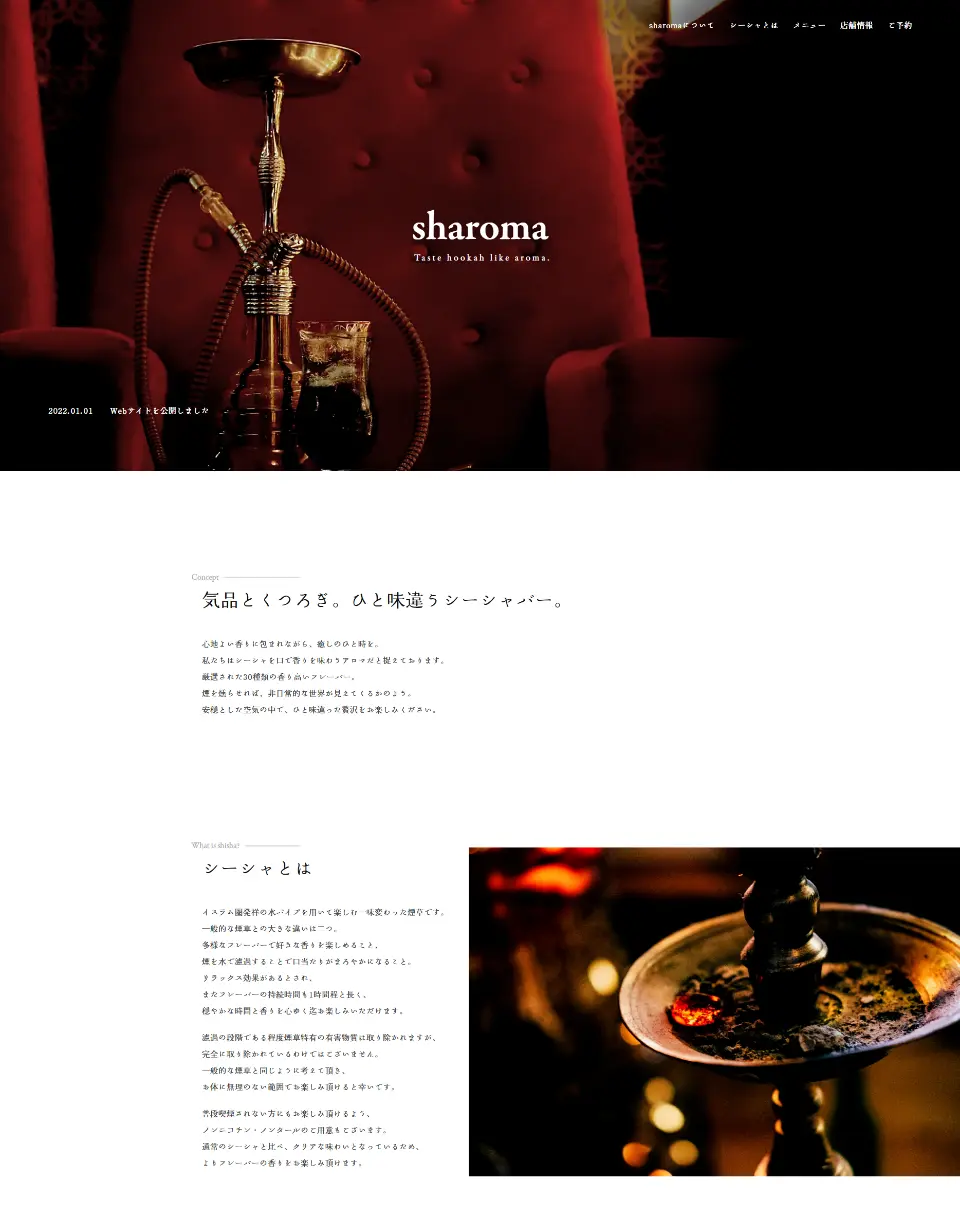 sharomaについて シーシャとは メニュー 店舗情報 ご予約
sharoma
Taste hookah like aroma.
2022.01.01 Webサイトを公開しました
Concept
気品とくつろぎ。ひと味違うシーシャバー。
心地よい香りに包まれながら、癒しのひと時を。
私たちはシーシャを口で香りを味わうアロマだと捉えております。
厳選された30種類の香り高いフレーバー。
煙を燻らせれば、非日常的な世界が見えてくるかのよう。
安穏とした空気の中で、ひと味違った贅沢をお楽しみください。
What is shisha?
シーシャとは
イスラム圏発祥の水パイプを用いて楽しむ一味変わった煙草です。
一般的な煙草との大きな違いは二つ。
多様なフレーバーで好きな香りを楽しめること、
煙を水で濾過することで口当たりがまろやかになること。
リラックス効果があるとされ、
またフレーバーの持続時間も1時間程と長く、
穏やかな時間と香りを心ゆく迄お楽しみいただけます。
濾過の段階である程度煙草特有の有害物質は取り除かれますが、
完全に取り除かれているわけではございません。
一般的な煙草と同じように考えて頂き、
お体に無理のない範囲でお楽しみ頂けると幸いです。
普段喫煙されない方にもお楽しみ頂けるよう、
ノンニコチン・ノンタールのご用意もございます。
通常のシーシャと比べ、クリアな味わいとなっているため、
よりフレーバーの香りをお楽しみ頂けます。